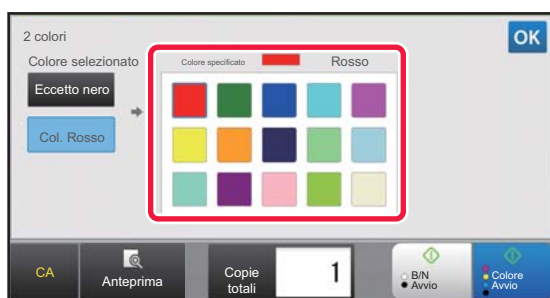 2 colori
OK
Colore selezionato
Colore specificato
Rosso
Eccetto nero
Col. Rosso
CA
Anteprima
Copie
totali
1
B/N
Avvio
Colore
Avvio